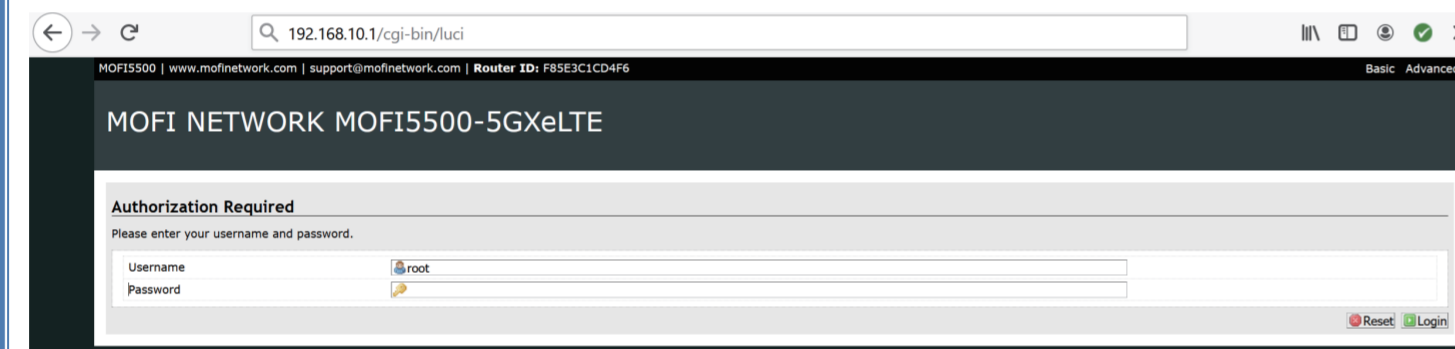 192.168.10.1/cgi-bin/luci
MOFI5500 | www.mofinetwork.com | support@mofinetwork.com | Router ID: F85E3C1CD4F6 Basic Advanced
MOFI NETWORK MOFI5500-5GXeLTE
Authorization Required
Please enter your username and password.
Username root
Password
Reset Login